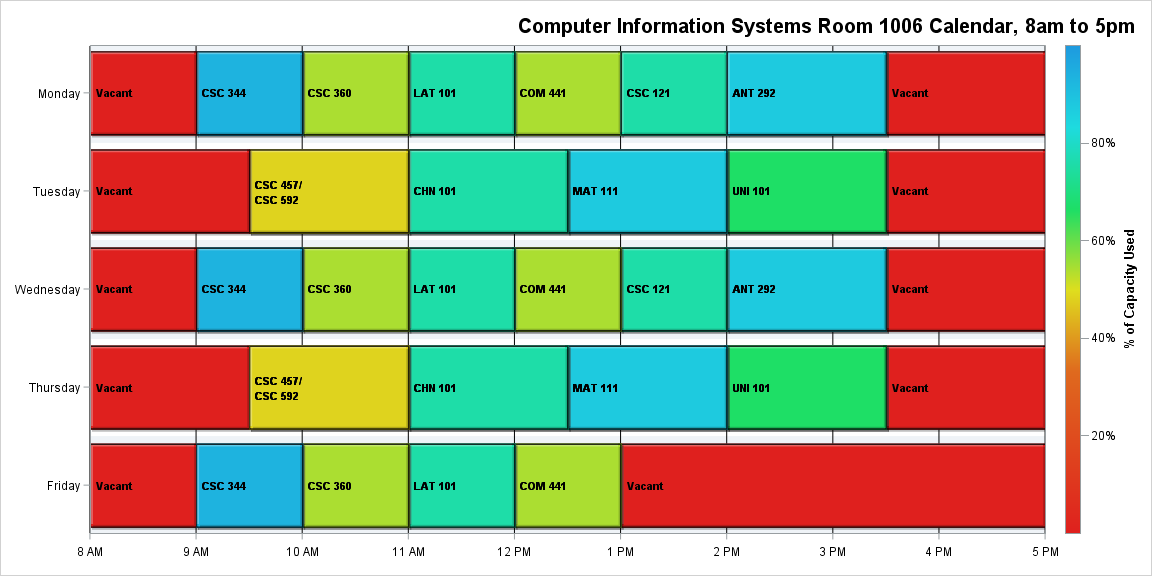 Computer Information Systems Room 1006 Calendar, 8am to 5pm
Monday
Vacant
CSC 344
CSC 360
LAT 101
COM 441
CSC 121
ANT 292
Vacant
Tuesday
Vacant
CSC 457/
CSC 592
CHN 101
MAT 111
UNI 101
Vacant
Wednesday
Vacant
CSC 344
CSC 360
LAT 101
COM 441
CSC 121
ANT 292
Vacant
Thursday
Vacant
CSC 457/
CSC 592
CHN 101
MAT 111
UNI 101
Vacant
Friday
Vacant
CSC 344
CSC 360
LAT 101
COM 441
Vacant
8 AM
9 AM
10 AM
11 AM
12 PM
1 PM
2 PM
3 PM
4 PM
5 PM
80%
60%
40%
20%
% of Capacity Used